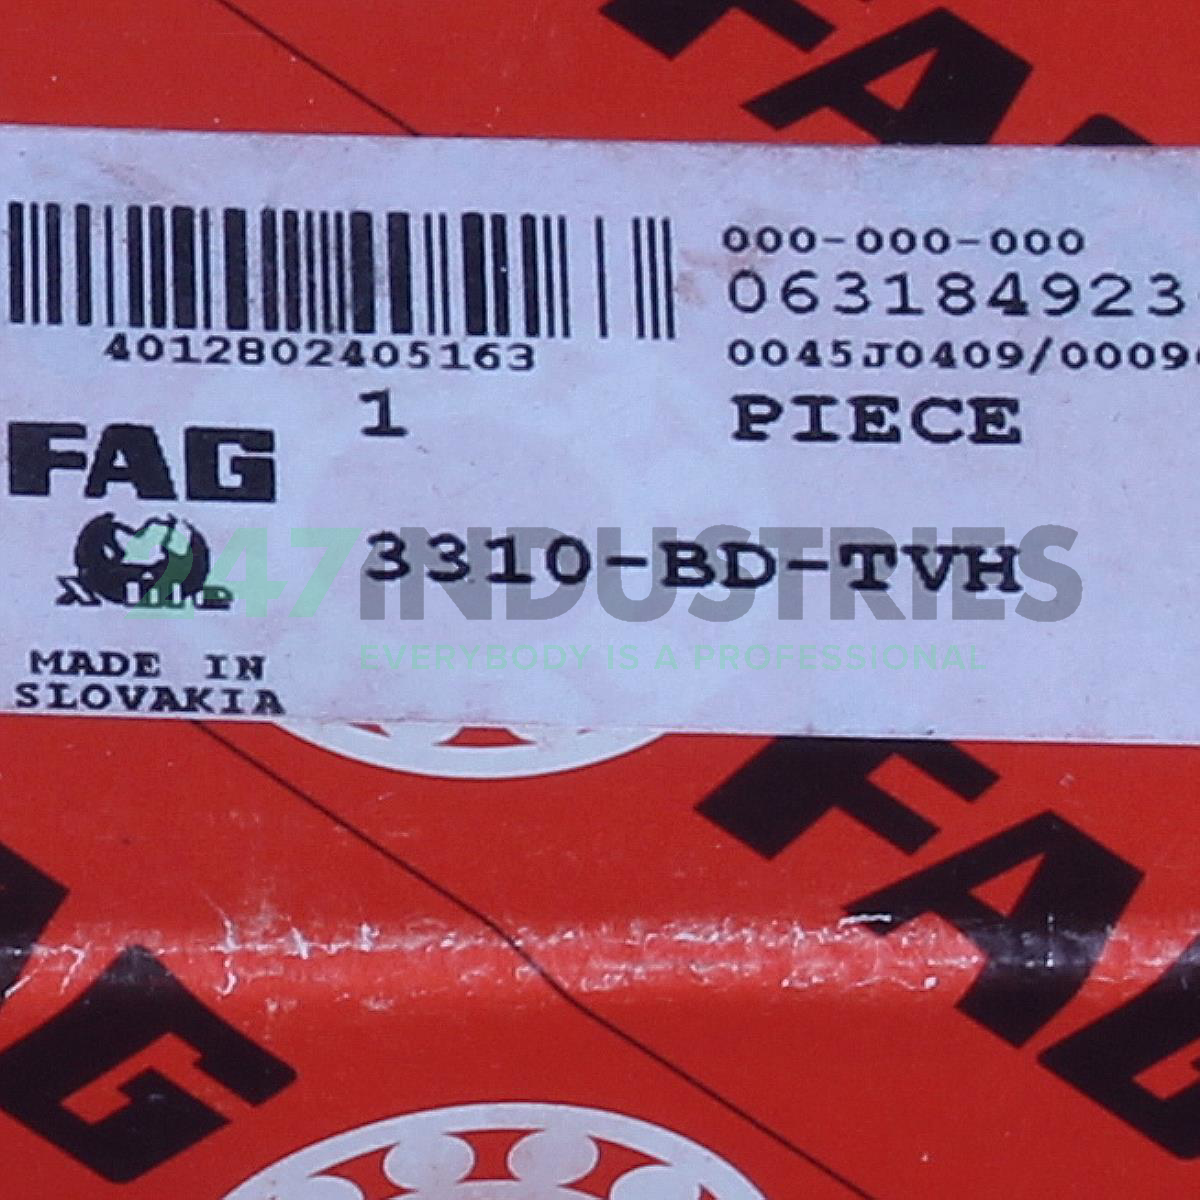 FAG
000-000-000
063184923
4012802405163
0045J0409/0009
1
PIECE
FAG
247INDUSTRIES
3310-BD-TVH
X life
EVERYBODY IS A PROFESSIONAL
MADE IN
SLOVAKIA
FAG
FAG